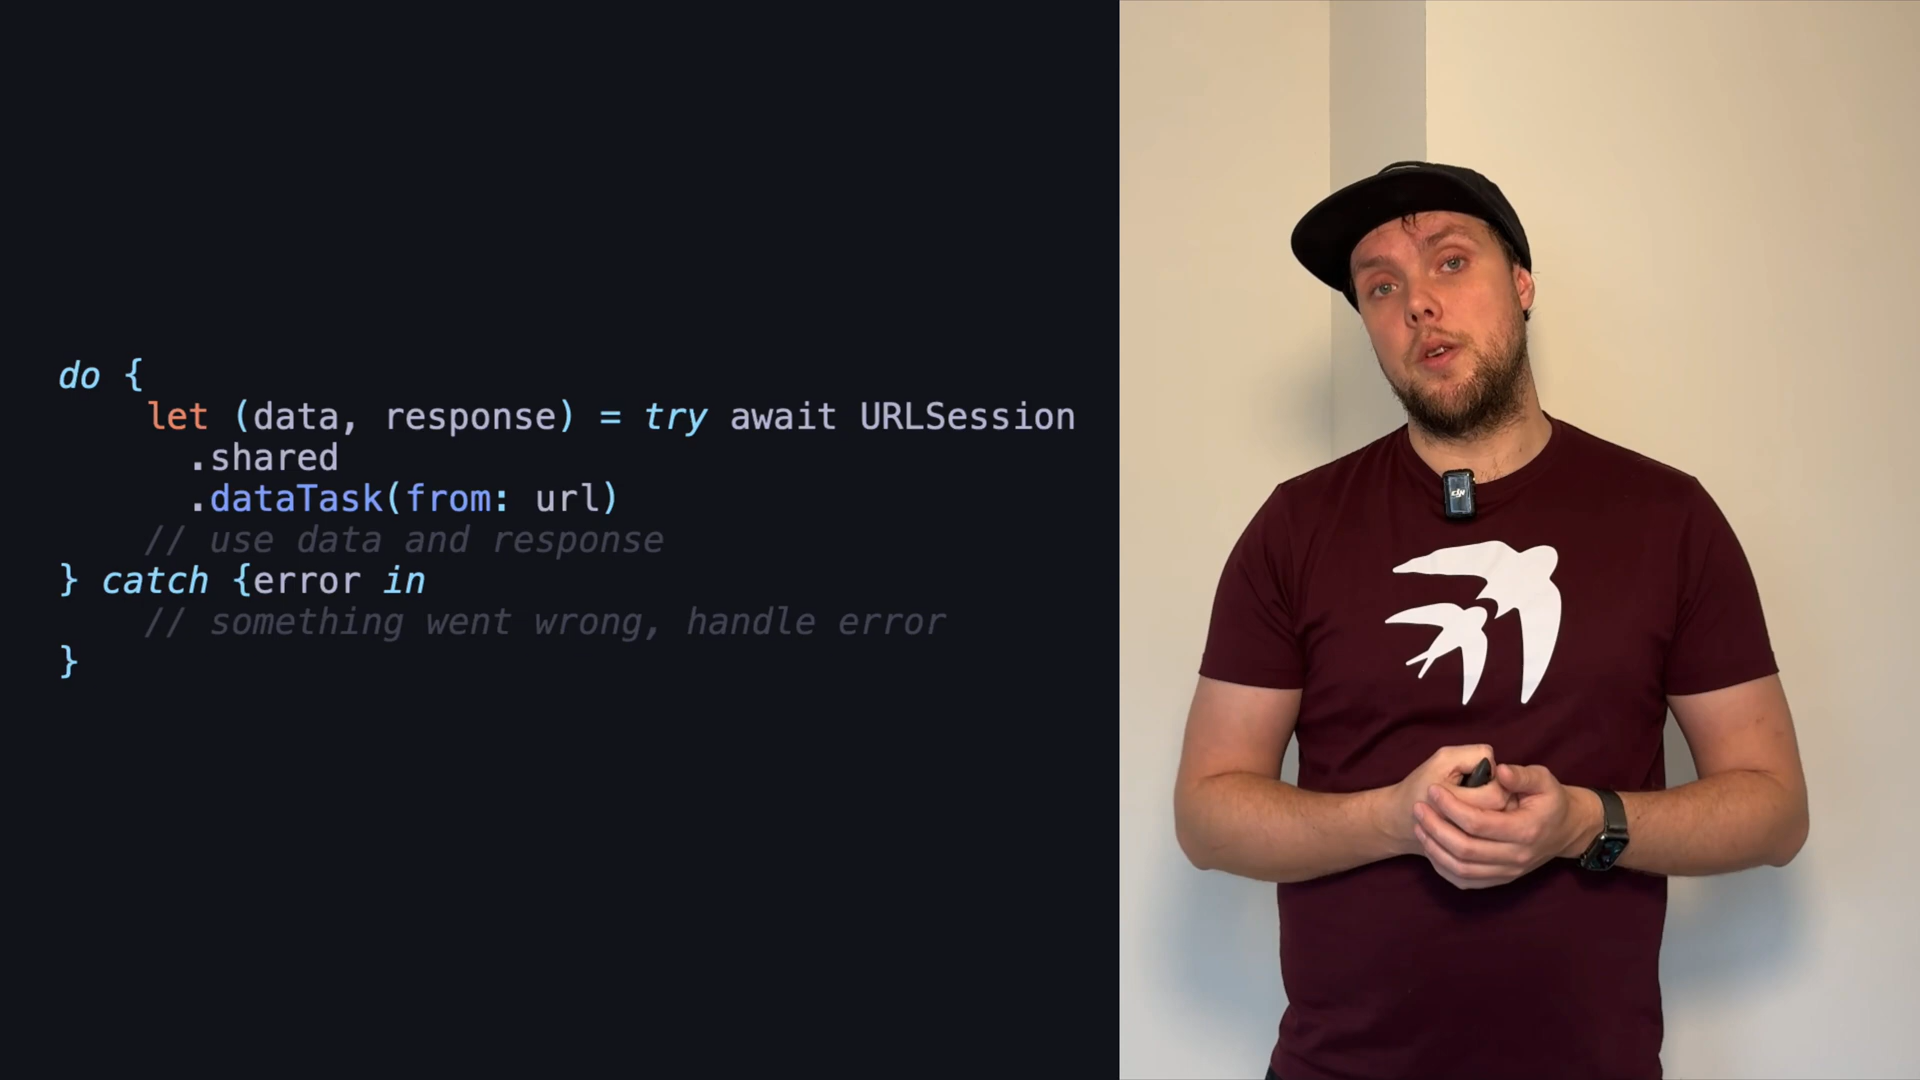 do {
let (data, response) = try await URLSession
.shared
.dataTask(from: url)
// use data and response
} catch {error in
// something went wrong, handle error
}
dji